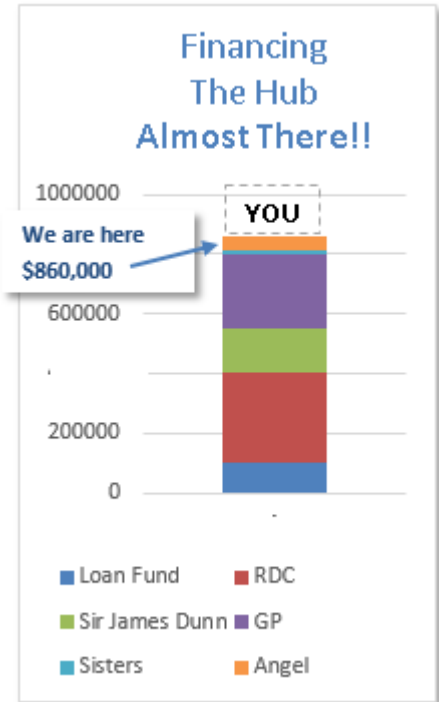 Financing
The Hub
Almost There!!
1000000
YOU
We are here
$860,000
600000
200000
0
Loan Fund
RDC
Sir James Dunn
GP
Sisters
Angel